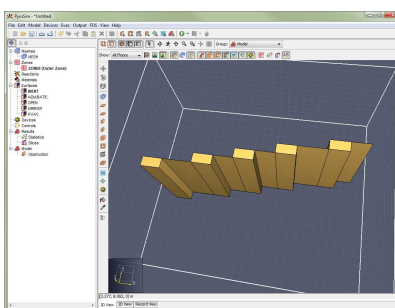 PyroSim - *Untitled
File Edit Model Devices Evac Output FDS View Help
Show: All Floors
Group: Model
Meshes
MESH
Zones
ZONE0 (Outer Zone)
Reactions
Materials
Surfaces
INERT
ADIABATIC
OPEN
MIRROR
HVAC
Devices
Controls
Results
Statistics
Slices
Model
Obstruction
3D View 2D View Record View